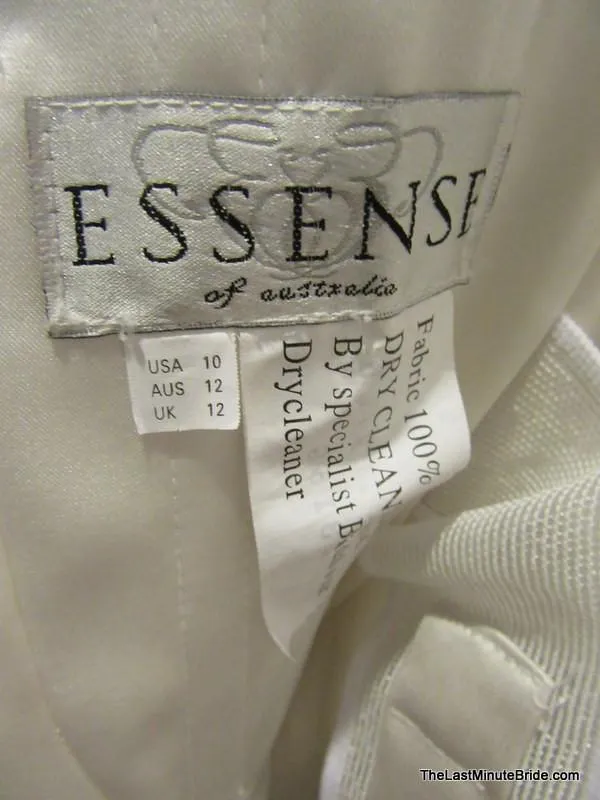 ESSENSE
of australia
USA 10
AUS 12
UK 12
Fabric 100%
DRY CLEAN
By specialist
Drycleaner
TheLastMinuteBride.com